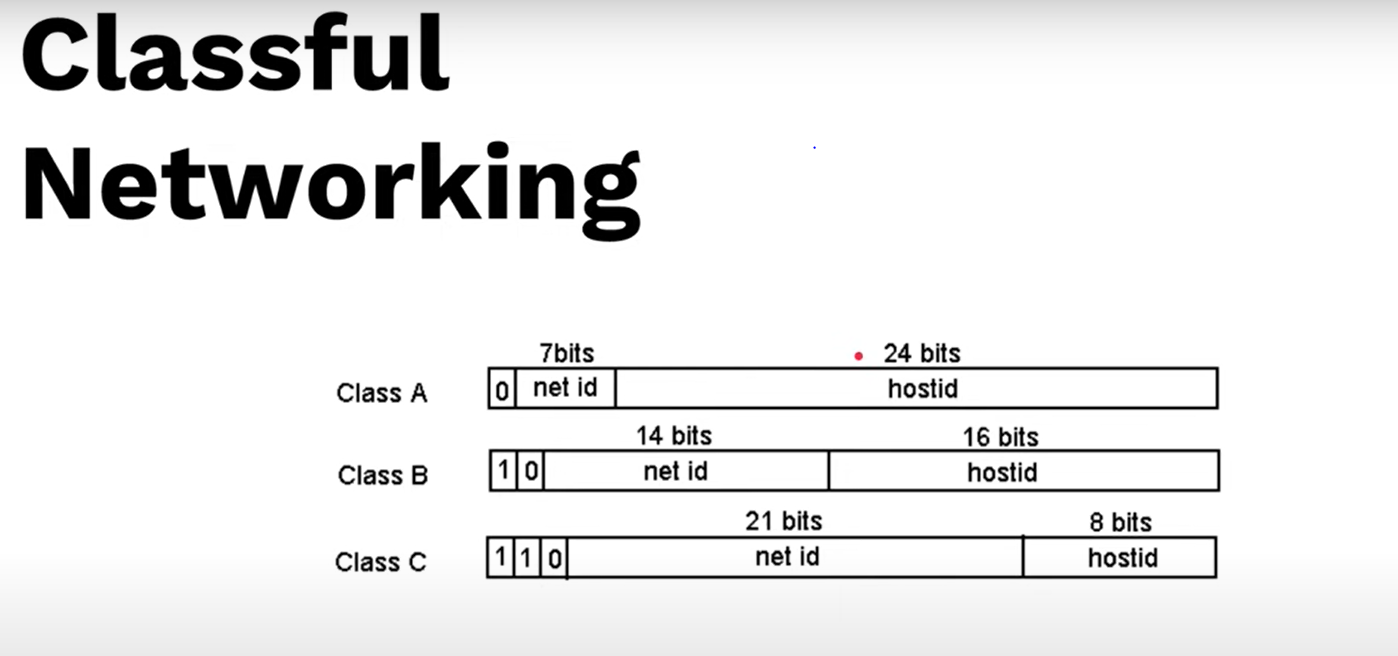 Classful
Networking
7bits 24 bits
Class A 0 net id hostid
14 bits 16 bits
Class B 1 0 net id hostid
21 bits 8 bits
Class C 1 1 0 net id hostid